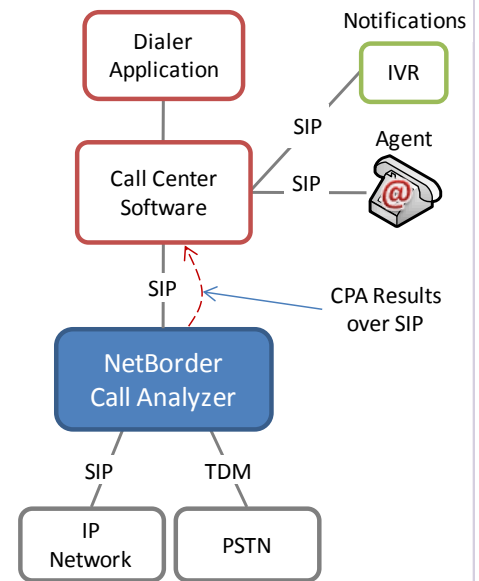 Notifications
Dialer
Application
IVR
SIP
Agent
Call Center
Software
SIP
@
SIP
CPA Results
over SIP
NetBorder
Call Analyzer
SIP
TDM
IP
Network
PSTN